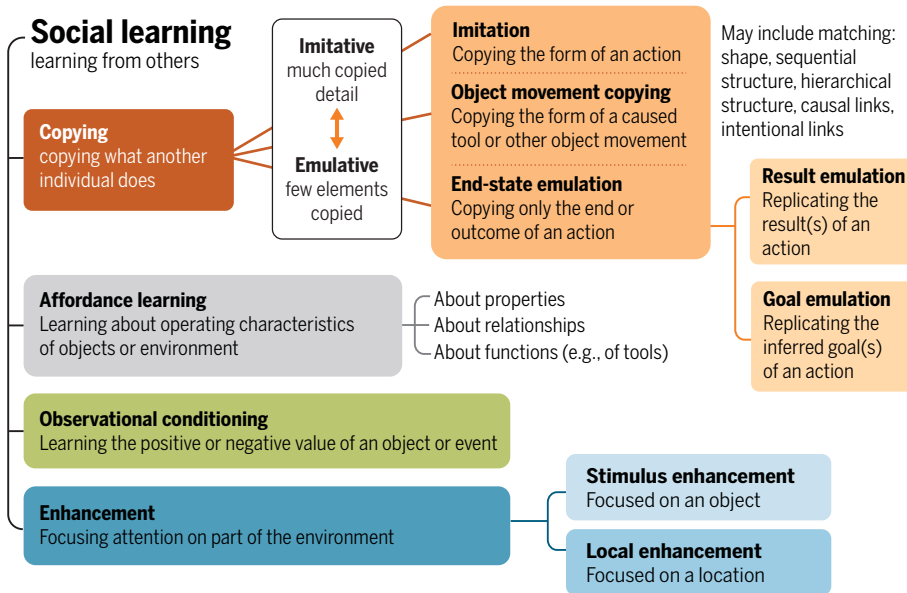 Social learning
learning from others
Copying
copying what another
individual does
Imitative
much copied
detail
Emulative
few elements
copied
Imitation
Copying the form of an action
Object movement copying
Copying the form of a caused
tool or other object movement
End-state emulation
Copying only the end or
outcome of an action
May include matching:
shape, sequential
structure, hierarchical
structure, causal links,
intentional links
Result emulation
Replicating the
result(s) of an
action
Goal emulation
Replicating the
inferred goal(s)
of an action
Affordance learning
Learning about operating characteristics
of objects or environment
About properties
About relationships
About functions (e.g., of tools)
Observational conditioning
Learning the positive or negative value of an object or event
Enhancement
Focusing attention on part of the environment
Stimulus enhancement
Focused on an object
Local enhancement
Focused on a location